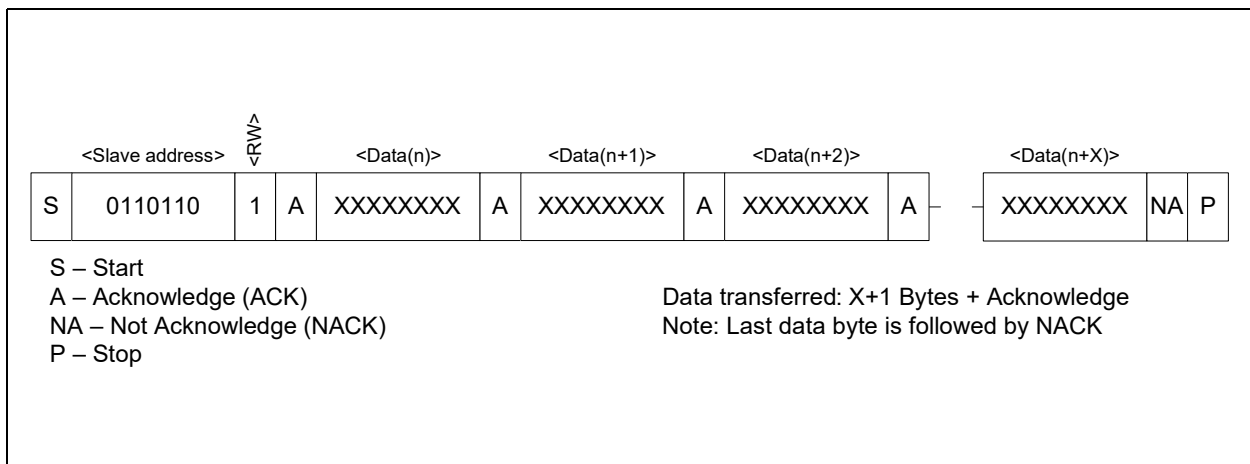 <RW>
<Slave address> <Data(n)> <Data(n+1)> <Data(n+2)> <Data(n+X)>
S 0110110 1 A XXXXXXXX A XXXXXXXX A XXXXXXXX A XXXXXXXX NA P
S – Start
A – Acknowledge (ACK)
NA – Not Acknowledge (NACK)
P – Stop
Data transferred: X+1 Bytes + Acknowledge
Note: Last data byte is followed by NACK